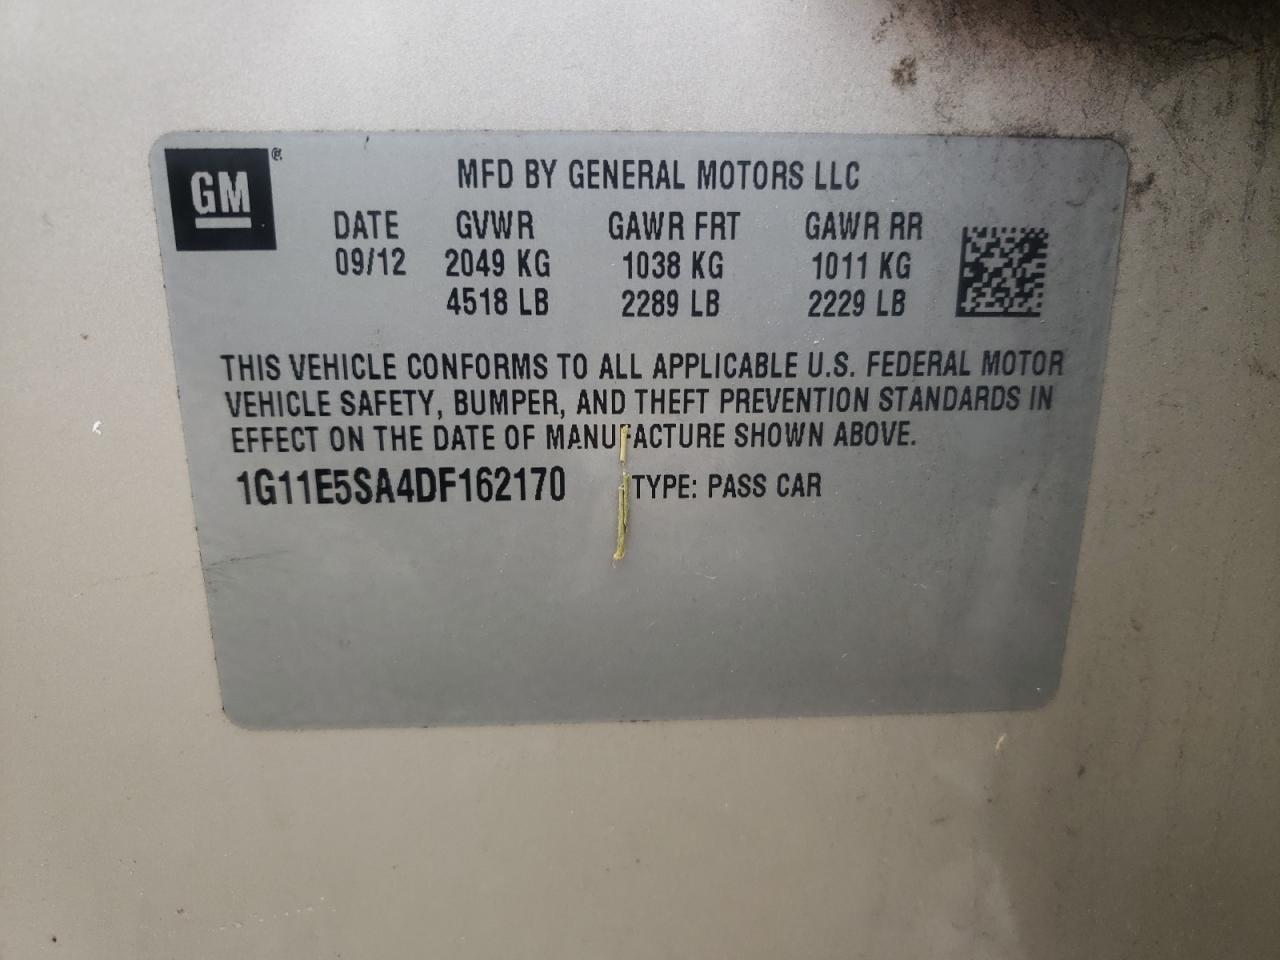 GM®
MFD BY GENERAL MOTORS LLC
DATE GVWR GAWR FRT GAWR RR
09/12 2049 KG 1038 KG 1011 KG
4518 LB 2289 LB 2229 LB
THIS VEHICLE CONFORMS TO ALL APPLICABLE U.S. FEDERAL MOTOR
VEHICLE SAFETY, BUMPER, AND THEFT PREVENTION STANDARDS IN
EFFECT ON THE DATE OF MANUFACTURE SHOWN ABOVE.
1G11E5SA4DF162170 TYPE: PASS CAR